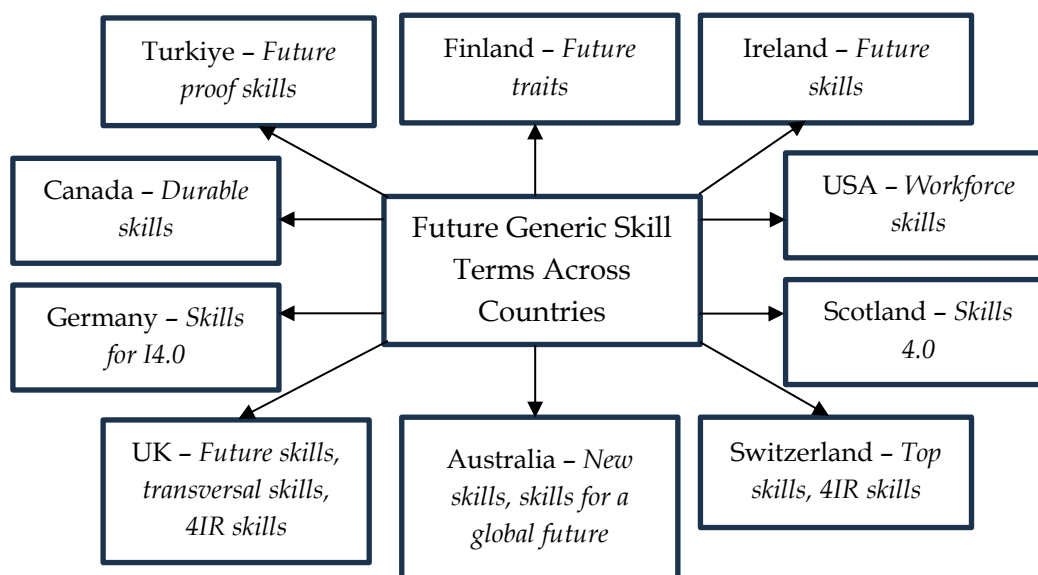 Turkiye – Future
proof skills
Finland – Future
traits
Ireland – Future
skills
Canada – Durable
skills
Future Generic Skill
Terms Across
Countries
USA – Workforce
skills
Germany – Skills
for I4.0
Scotland – Skills
4.0
UK – Future skills,
transversal skills,
4IR skills
Australia – New
skills, skills for a
global future
Switzerland – Top
skills, 4IR skills